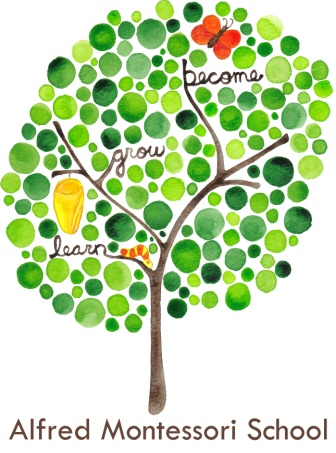 become
grow
learn
Alfred Montessori School